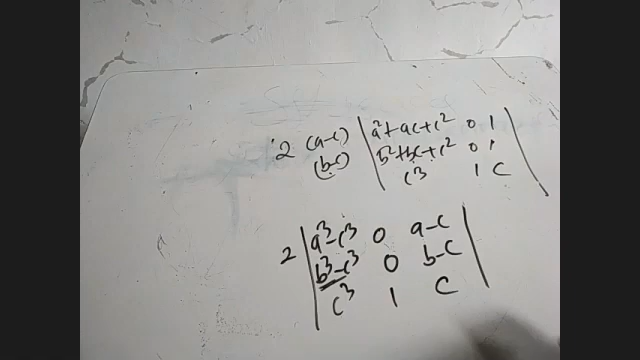 2 (a-c) (b-c) | a²+ac+c² 0 1 |
| b²+bc+c² 0 1 |
| c³ 1 c |
2 | a³-c³ 0 a-c |
| b³-c³ 0 b-c |
| c³ 1 c |